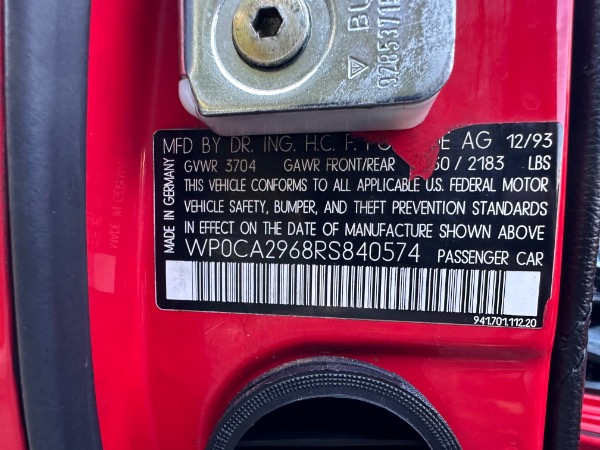 BU
92853715
MFD BY DR. ING. H.C. F. AG 12/93
GVWR 3704 GAWR FRONT/REAR / 2183 LBS
THIS VEHICLE CONFORMS TO ALL APPLICABLE U.S. FEDERAL MOTOR
VEHICLE SAFETY, BUMPER, AND THEFT PREVENTION STANDARDS
IN EFFECT ON THE DATE OF MANUFACTURE SHOWN ABOVE
WP0CA2968RS840574 PASSENGER CAR
MADE IN GERMANY
941.701.112.20